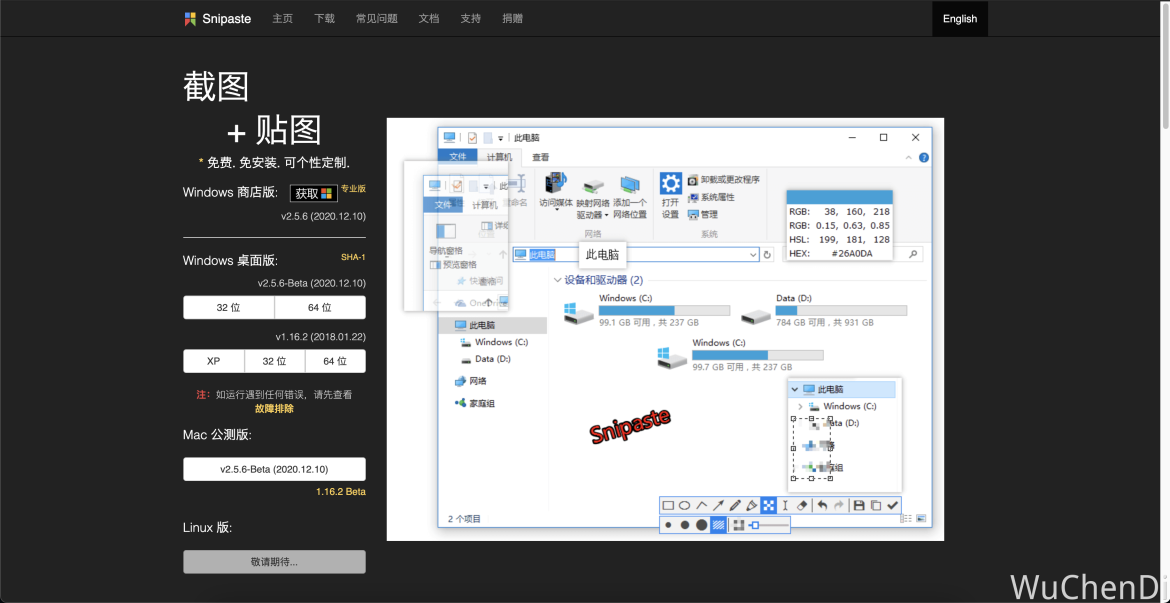 Snipaste 主页 下载 常见问题 文档 支持 捐赠 English
截图
+ 贴图
* 免费. 免安装. 可个性定制.
Windows 商店版: 获取 专业版
v2.5.6 (2020.12.10)
Windows 桌面版: SHA-1
v2.5.6-Beta (2020.12.10)
32 位 64 位
v1.16.2 (2018.01.22)
XP 32 位 64 位
注: 如运行遇到任何错误，请先查看
故障排除
Mac 公测版:
v2.5.6-Beta (2020.12.10)
1.16.2 Beta
Linux 版:
敬请期待...
此电脑
文件 计算机 查看
此
文件 计算机
导航窗格
预览窗格
详细
命名
快速访问
OneDrive
访问媒体
映射网络
驱动器
添加一个
网络位置
网络
打开
设置
卸载或更改程序
系统属性
管理
系统
RGB: 38, 160, 218
RGB: 0.15, 0.63, 0.85
HSL: 199, 181, 128
HEX: #26A0DA
此电脑
此电脑
设备和驱动器 (2)
Windows (C:)
99.1 GB 可用，共 237 GB
Data (D:)
784 GB 可用，共 931 GB
Windows (C:)
99.7 GB 可用，共 237 GB
此电脑
Windows (C:)
Data (D:)
网络
家庭组
Snipaste
此电脑
Windows (C:)
ata (D:)
庭组
2 个项目
WuChenDi